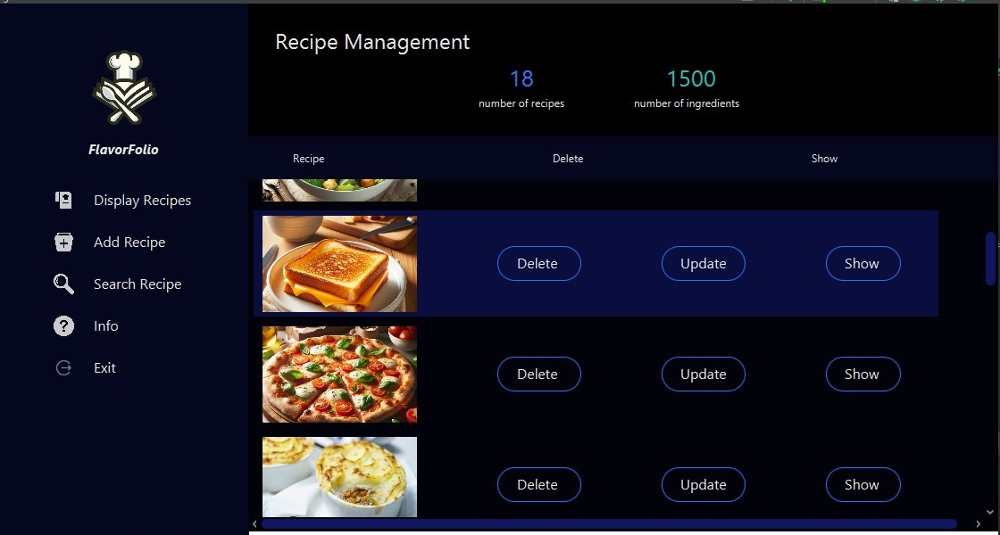 Recipe Management
18
1500
number of recipes
number of ingredients
FlavorFolio
Display Recipes
Add Recipe
Search Recipe
Info
Exit
Recipe
Delete
Show
Delete
Update
Show
Delete
Update
Show
Delete
Update
Show